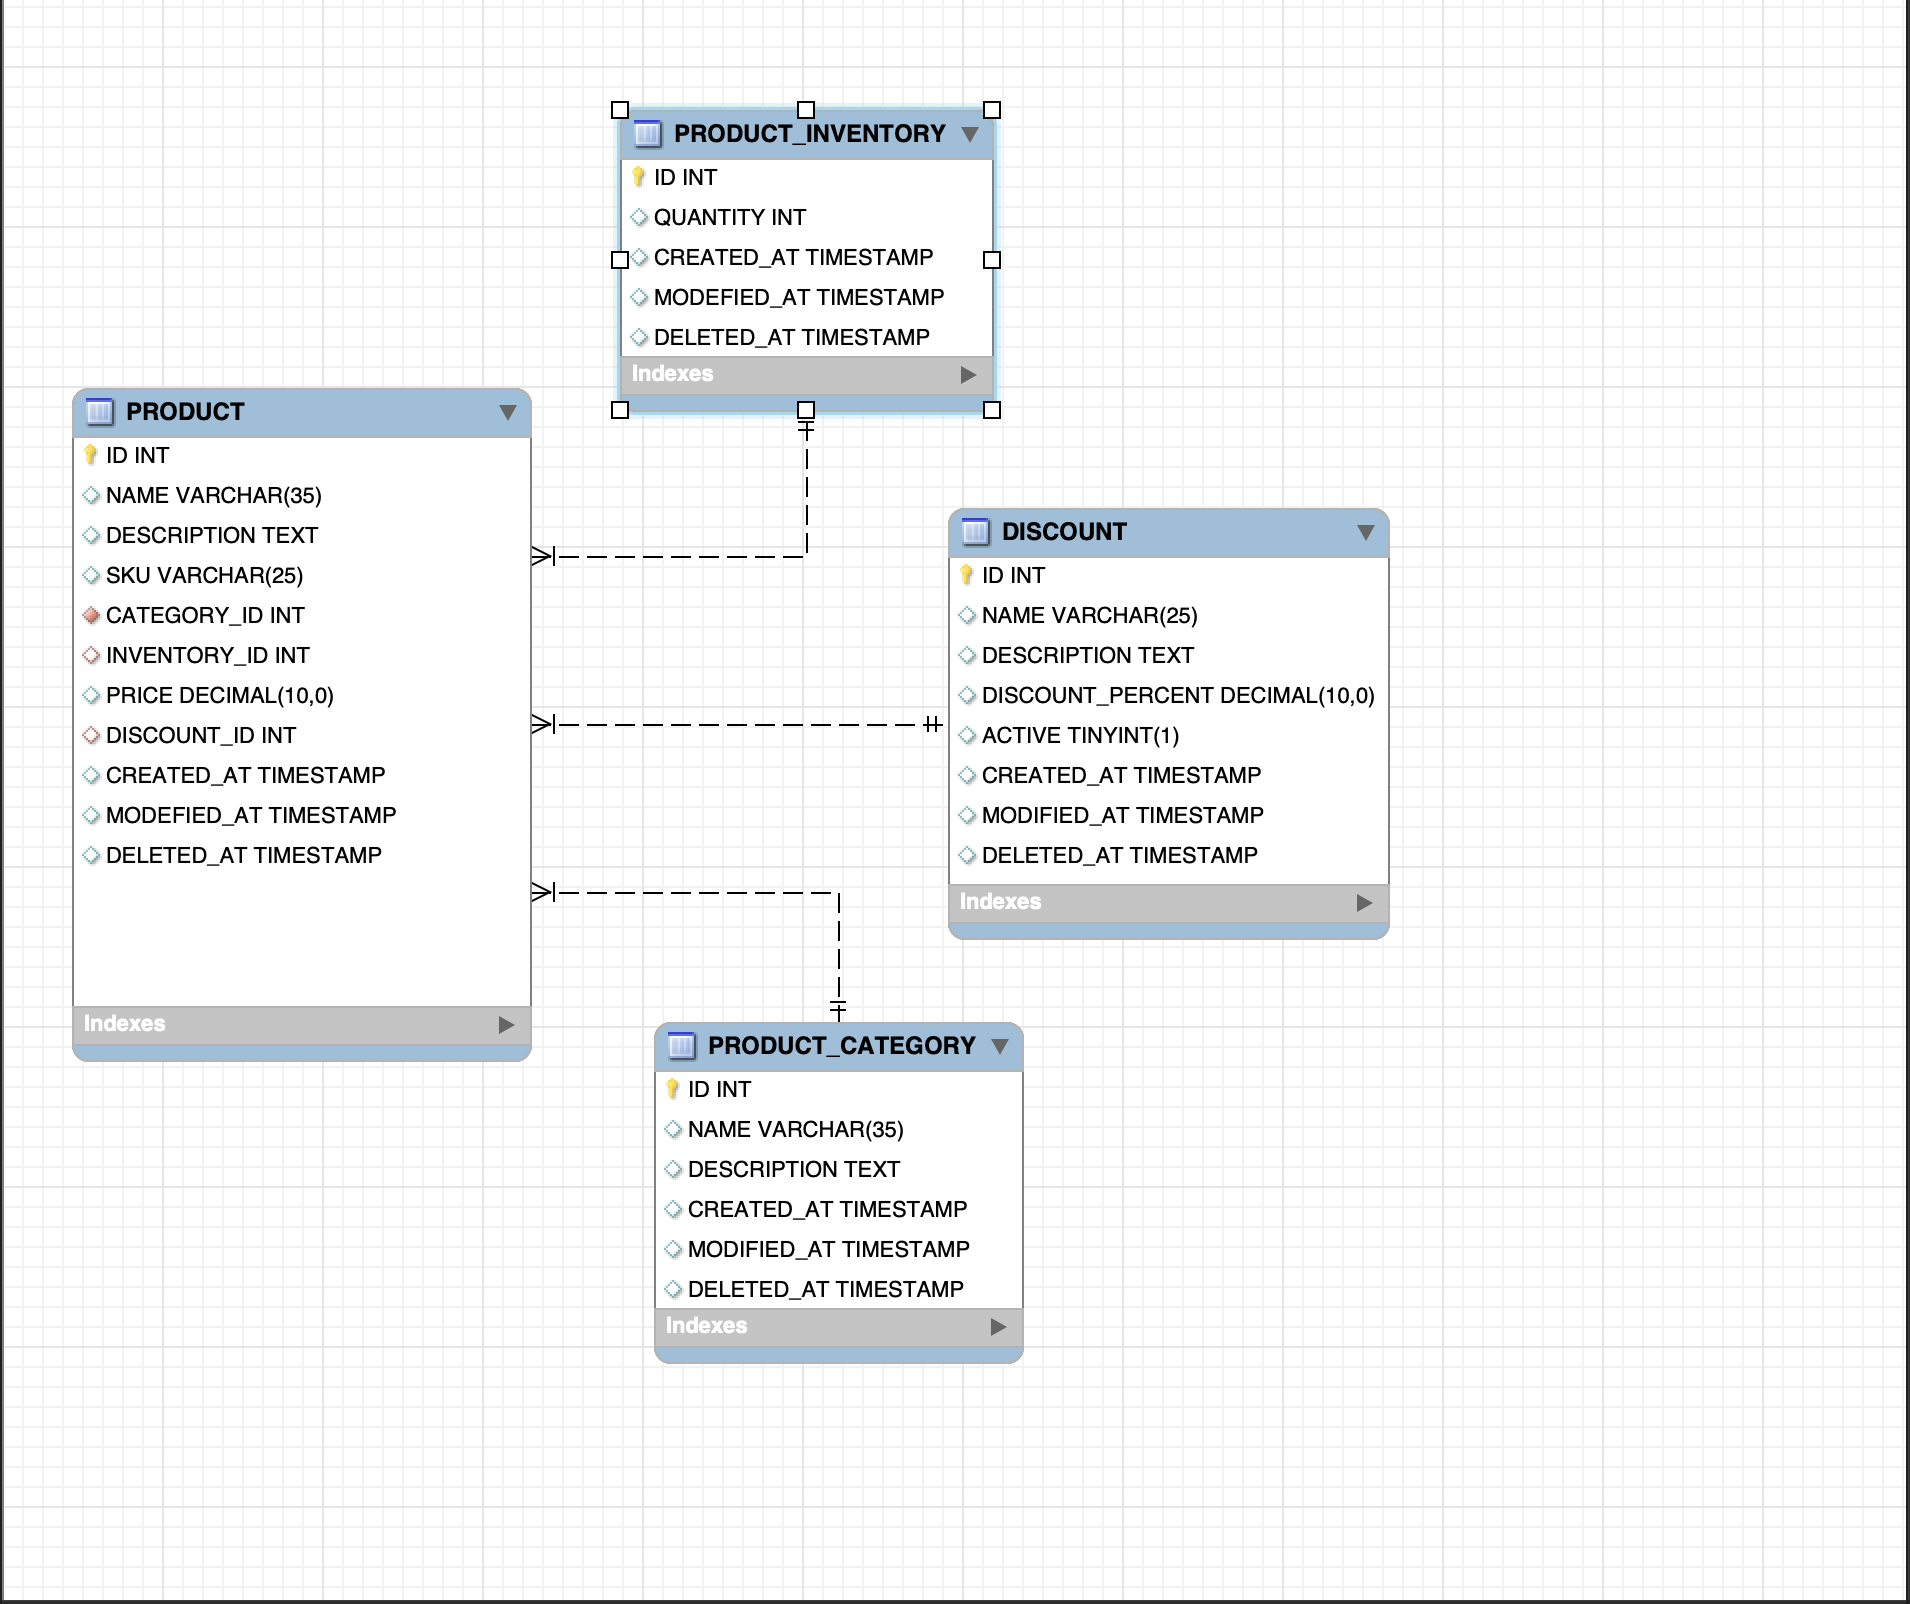 PRODUCT_INVENTORY
ID INT
QUANTITY INT
CREATED_AT TIMESTAMP
MODEFIED_AT TIMESTAMP
DELETED_AT TIMESTAMP
Indexes
PRODUCT
ID INT
NAME VARCHAR(35)
DESCRIPTION TEXT
SKU VARCHAR(25)
CATEGORY_ID INT
INVENTORY_ID INT
PRICE DECIMAL(10,0)
DISCOUNT_ID INT
CREATED_AT TIMESTAMP
MODEFIED_AT TIMESTAMP
DELETED_AT TIMESTAMP
Indexes
DISCOUNT
ID INT
NAME VARCHAR(25)
DESCRIPTION TEXT
DISCOUNT_PERCENT DECIMAL(10,0)
ACTIVE TINYINT(1)
CREATED_AT TIMESTAMP
MODIFIED_AT TIMESTAMP
DELETED_AT TIMESTAMP
Indexes
PRODUCT_CATEGORY
ID INT
NAME VARCHAR(35)
DESCRIPTION TEXT
CREATED_AT TIMESTAMP
MODIFIED_AT TIMESTAMP
DELETED_AT TIMESTAMP
Indexes